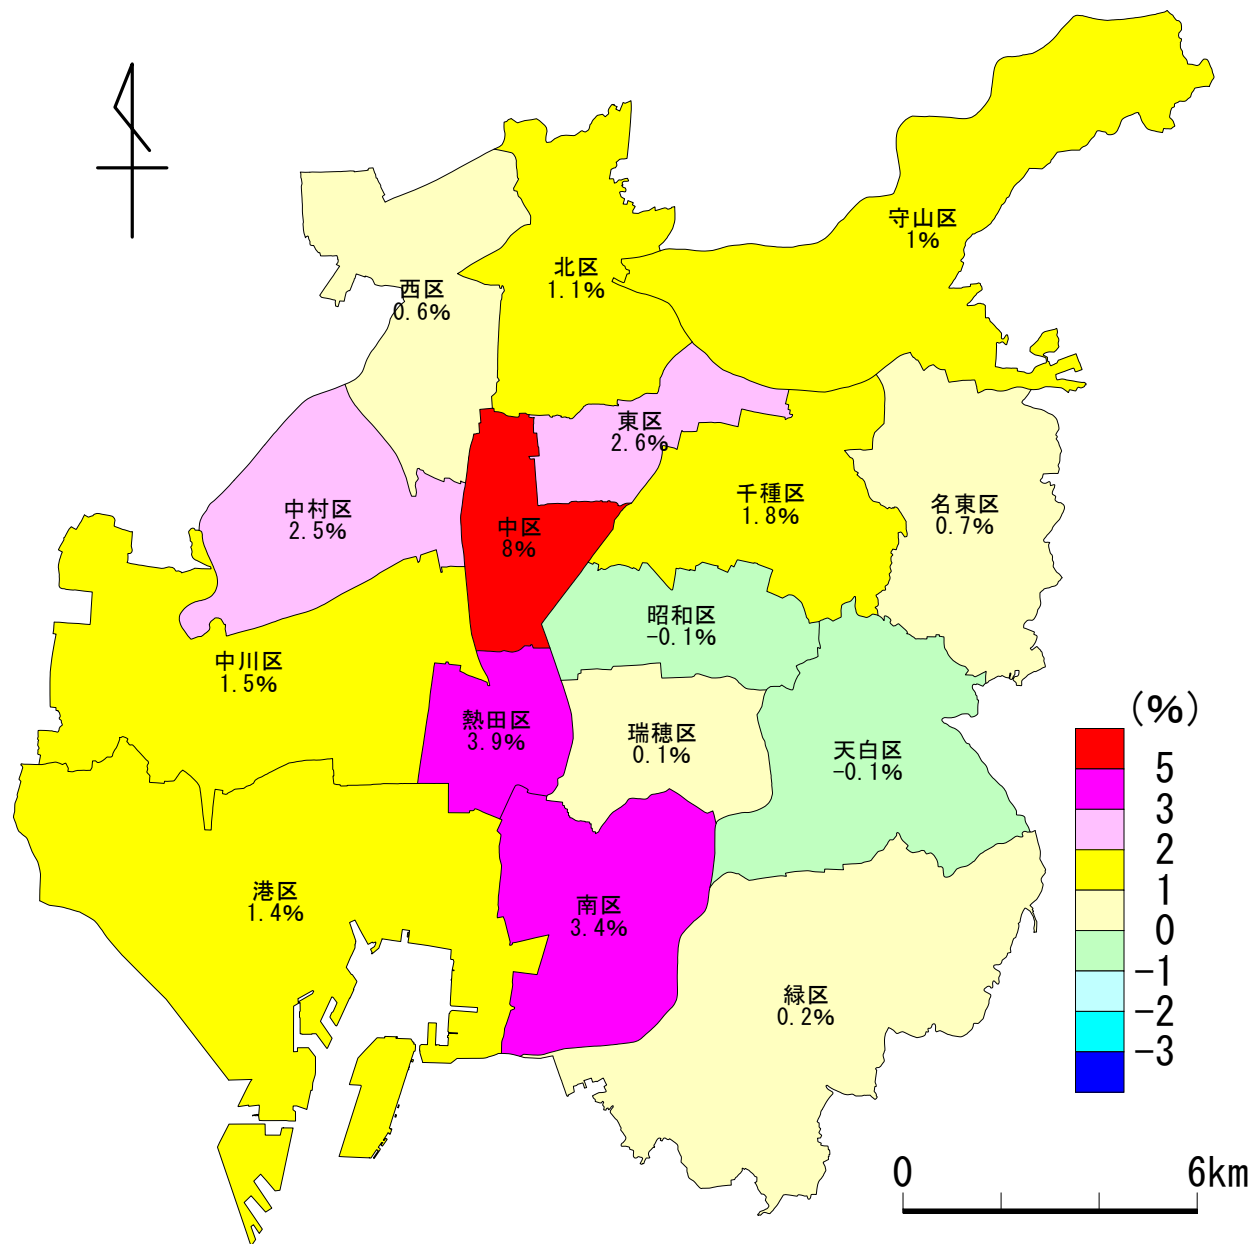 守山区
1%
北区
1.1%
西区
0.6%
東区
2.6%
千種区
1.8%
名東区
0.7%
中村区
2.5%
中区
8%
昭和区
-0.1%
中川区
1.5%
熱田区
3.9%
瑞穂区
0.1%
天白区
-0.1%
港区
1.4%
南区
3.4%
緑区
0.2%
(%)
5
3
2
1
0
-1
-2
-3
0 6km